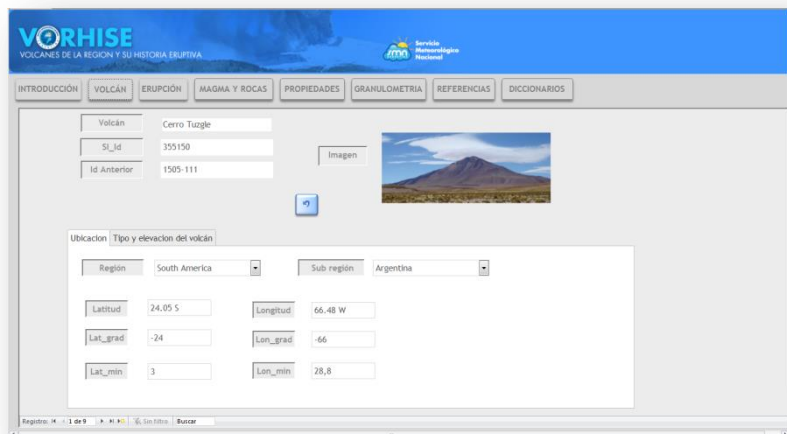 VORHISE
VOLCANES DE LA REGION Y SU HISTORIA ERUPTIVA
smn Servicio
Meteorológico
Nacional
INTRODUCCIÓN VOLCÁN ERUPCIÓN MAGMA Y ROCAS PROPIEDADES GRANULOMETRIA REFERENCIAS DICCIONARIOS
Volcán Cerro Tuzgle
SI_Id 355150
Imagen
Id Anterior 1505-111
Ubicacion Tipo y elevacion del volcán
Región South America Sub región Argentina
Latitud 24.05 S Longitud 66.48 W
Lat_grad -24 Lon_grad -66
Lat_min 3 Lon_min 28,8
Registro: 1 de 9 Sin filtro Buscar